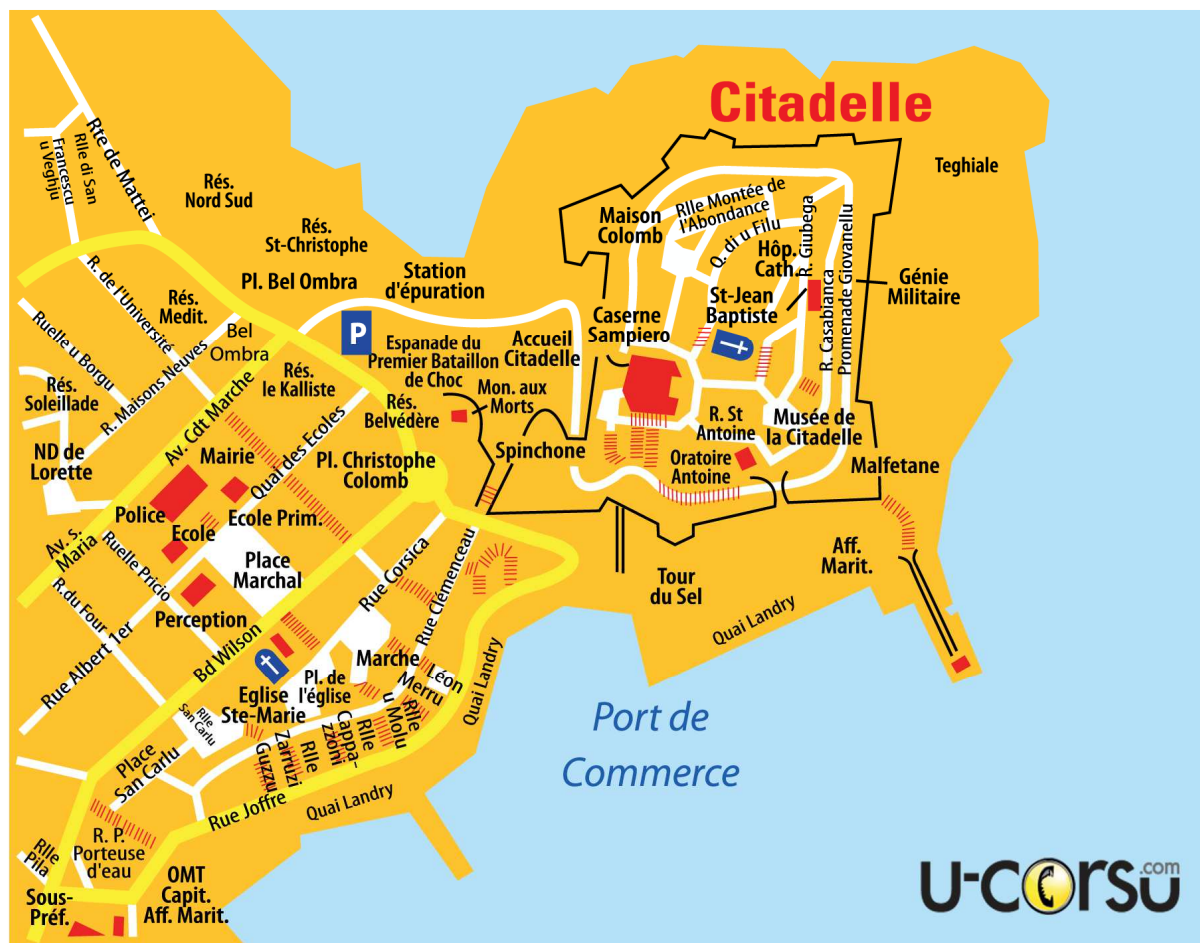 Citadelle
Teghiale
Rte de Mattei
Rlle di San
Francescu
u Veghju
Rés.
Nord Sud
Rés.
St-Christophe
Pl. Bel Ombra
Station
d'épuration
Maison
Colomb
Rlle Montée de
l'Abondance
Q. di u Filu
R. Giubega
Hôp.
Cath.
St-Jean
Baptiste
R. Casabianca
Promenade Giovanellu
Génie
Militaire
Caserne
Sampiero
R. de l'Université
Rés.
Medit.
Bel
Ombra
Ruelle u Borgu
R. Maisons Neuves
P
Espanade du
Premier Bataillon
de Choc
Accueil
Citadelle
Rés.
le Kalliste
Rés.
Belvédère
Mon. aux
Morts
Rés.
Soleillade
ND de
Lorette
Av. Cdt Marche
Mairie
Quai des Ecoles
Pl. Christophe
Colomb
Spinchone
R. St
Antoine
Musée de
la Citadelle
Oratoire
Antoine
Malfetane
Police
Ecole
Ecole Prim.
Av. S.
Maria
Ruelle Pricio
Place
Marchal
Rue Corsica
Rue Clémenceau
Tour
du Sel
Aff.
Marit.
Quai Landry
R.du Four
Rue Albert 1er
Perception
Bd Wilson
Marche
Léon
Merru
Quai Landry
Eglise
Ste-Marie
Pl. de
l'église
Rlle
San Carlu
Place
San Carlu
Guzzu
Zarruzi
Rlle
Cappa-
zzoni
Rlle
u Molu
Rlle
Rue Joffre
Quai Landry
Port de
Commerce
R. P.
Porteuse
d'eau
Rlle
Pila
Sous-
Préf.
OMT
Capit.
Aff. Marit.
u-corsu
.com